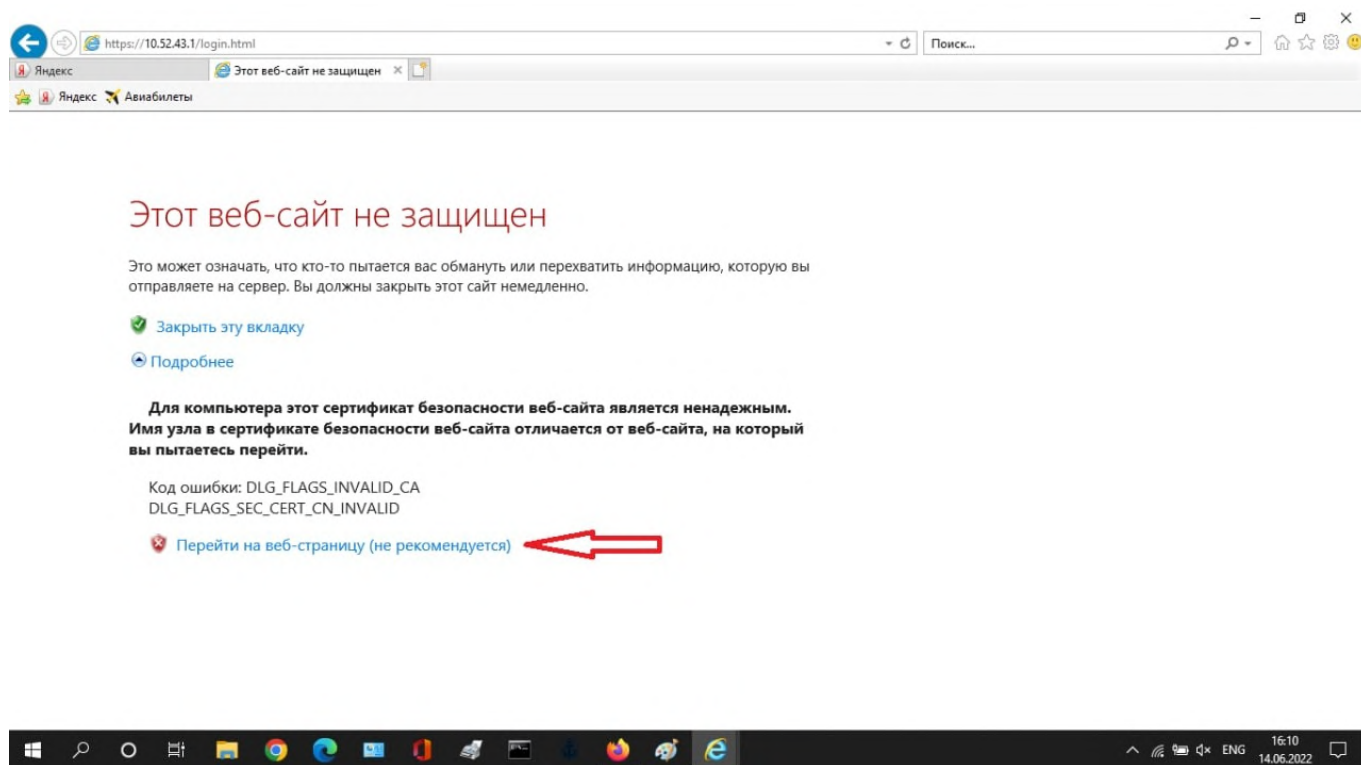 https://10.52.43.1/login.html
Поиск...
Яндекс
Этот веб-сайт не защищен
Яндекс
Авиабилеты
Этот веб-сайт не защищен
Это может означать, что кто-то пытается вас обмануть или перехватить информацию, которую вы
отправляете на сервер. Вы должны закрыть этот сайт немедленно.
Закрыть эту вкладку
Подробнее
Для компьютера этот сертификат безопасности веб-сайта является ненадежным.
Имя узла в сертификате безопасности веб-сайта отличается от веб-сайта, на который
вы пытаетесь перейти.
Код ошибки: DLG_FLAGS_INVALID_CA
DLG_FLAGS_SEC_CERT_CN_INVALID
Перейти на веб-страницу (не рекомендуется)
ENG
16:10
14.06.2022